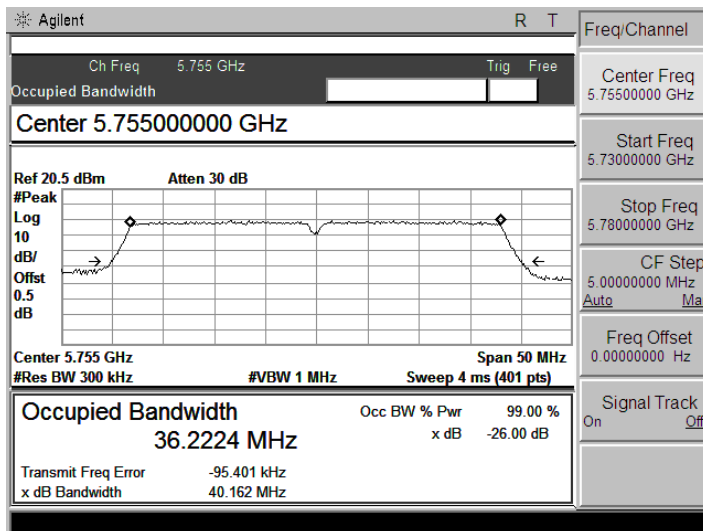 Agilent R T
Ch Freq 5.755 GHz Trig Free
Occupied Bandwidth
Center 5.755000000 GHz
Ref 20.5 dBm Atten 30 dB
#Peak
Log
10
dB/
Offst
0.5
dB
Center 5.755 GHz Span 50 MHz
#Res BW 300 kHz #VBW 1 MHz Sweep 4 ms (401 pts)
Occupied Bandwidth
36.2224 MHz
Occ BW % Pwr 99.00 %
x dB -26.00 dB
Transmit Freq Error -95.401 kHz
x dB Bandwidth 40.162 MHz
Freq/Channel
Center Freq
5.75500000 GHz
Start Freq
5.73000000 GHz
Stop Freq
5.78000000 GHz
CF Step
5.00000000 MHz
Auto Ma
Freq Offset
0.00000000 Hz
Signal Track
On Off